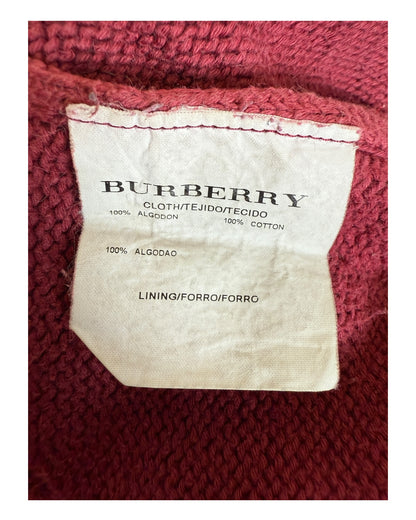 BURBERRY
CLOTH/TEJIDO/TECIDO
100% ALGODON 100% COTTON
100% ALGODAO
LINING/FORRO/FORRO